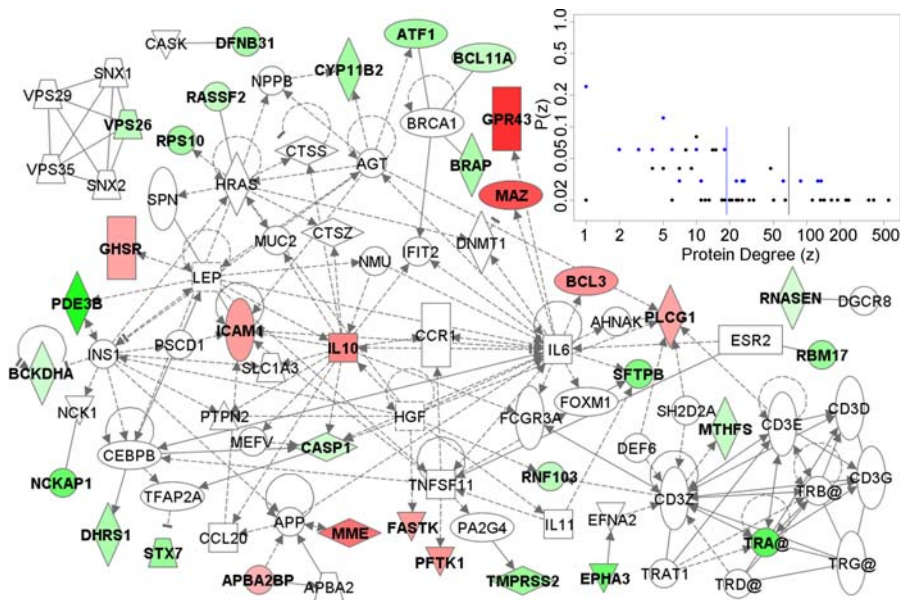 CASK
DFNB31
ATF1
BCL11A
SNX1
VPS29
VPS26
VPS35
SNX2
RASSF2
RPS10
NPPB
CYP11B2
BRCA1
BRAP
GPR43
CTSS
HRAS
AGT
SPN
MAZ
GHSR
MUC2
CTSZ
IFIT2
DNMT1
LEP
NMU
BCL3
PDE3B
RNASEN
DGCR8
ICAM1
PLCG1
AHNAK
ESR2
INS1
PSCD1
IL10
CCR1
IL6
RBM17
BCKDHA
SLC1A3
SFTPB
NCK1
PTPN2
HGF
FCGR3A
FOXM1
SH2D2A
MTHFS
CD3E
CD3D
MEFV
CEBPB
CASP1
DEF6
CD3G
NCKAP1
TNFSF11
RNF103
CD3Z
TRB@
TFAP2A
APP
MME
FASTK
PA2G4
IL11
EFNA2
TRA@
DHRS1
STX7
CCL20
PFTK1
TRAT1
TRD@
TRG@
APBA2BP
APBA2
TMPRSS2
EPHA3
P(z)
1.0
0.5
0.2
0.1
0.05
0.02
1 2 5 10 20 50 100 200 500
Protein Degree (z)